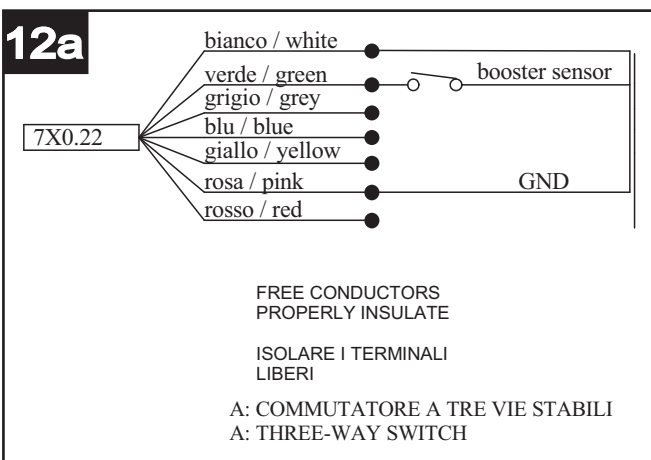 12a
bianco / white
verde / green
booster sensor
grigio / grey
7X0.22
blu / blue
giallo / yellow
rosa / pink
GND
rosso / red
FREE CONDUCTORS
PROPERLY INSULATE
ISOLARE I TERMINALI
LIBERI
A: COMMUTATORE A TRE VIE STABILI
A: THREE-WAY SWITCH